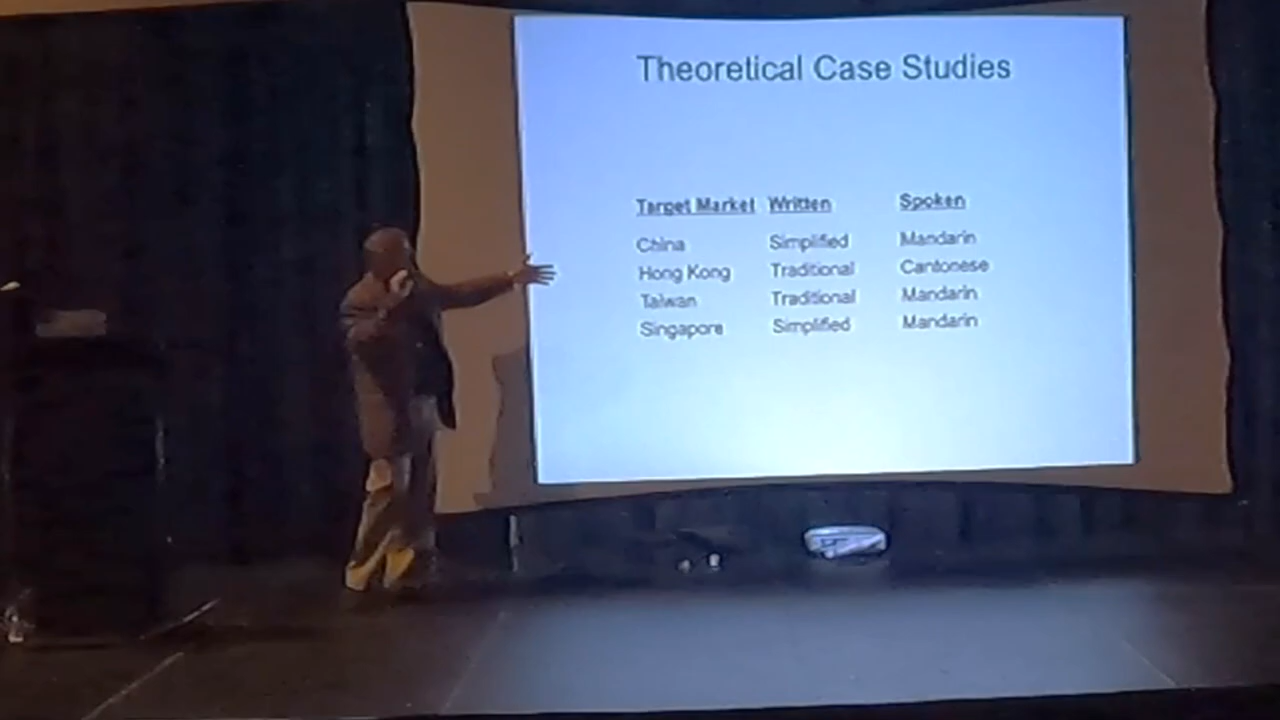 Theoretical Case Studies
Target Market Written Spoken
China Simplified Mandarin
Hong Kong Traditional Cantonese
Taiwan Traditional Mandarin
Singapore Simplified Mandarin